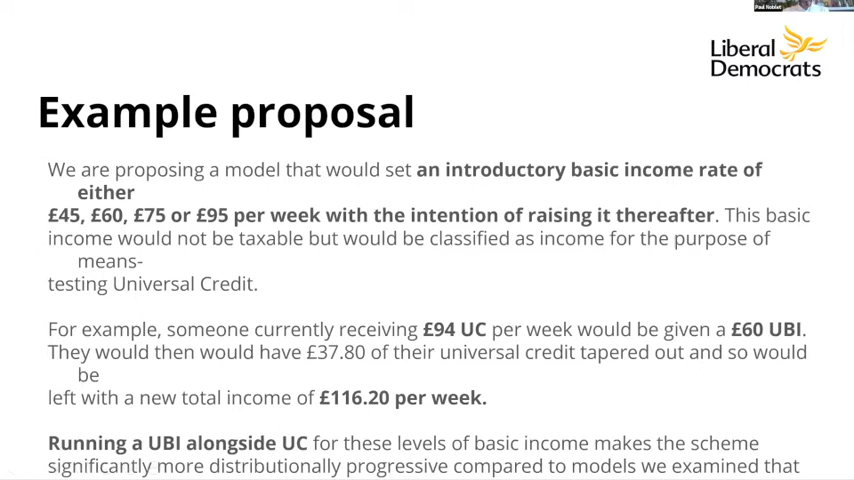 Paul Noblet
Liberal
Democrats
Example proposal
We are proposing a model that would set an introductory basic income rate of
either
£45, £60, £75 or £95 per week with the intention of raising it thereafter. This basic
income would not be taxable but would be classified as income for the purpose of
means-
testing Universal Credit.
For example, someone currently receiving £94 UC per week would be given a £60 UBI.
They would then would have £37.80 of their universal credit tapered out and so would
be
left with a new total income of £116.20 per week.
Running a UBI alongside UC for these levels of basic income makes the scheme
significantly more distributionally progressive compared to models we examined that